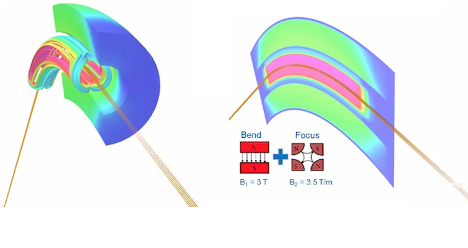 Bend
Focus
N
S
N
S
S
N
B₁ = 3 T
B₂ = 3.5 T/m